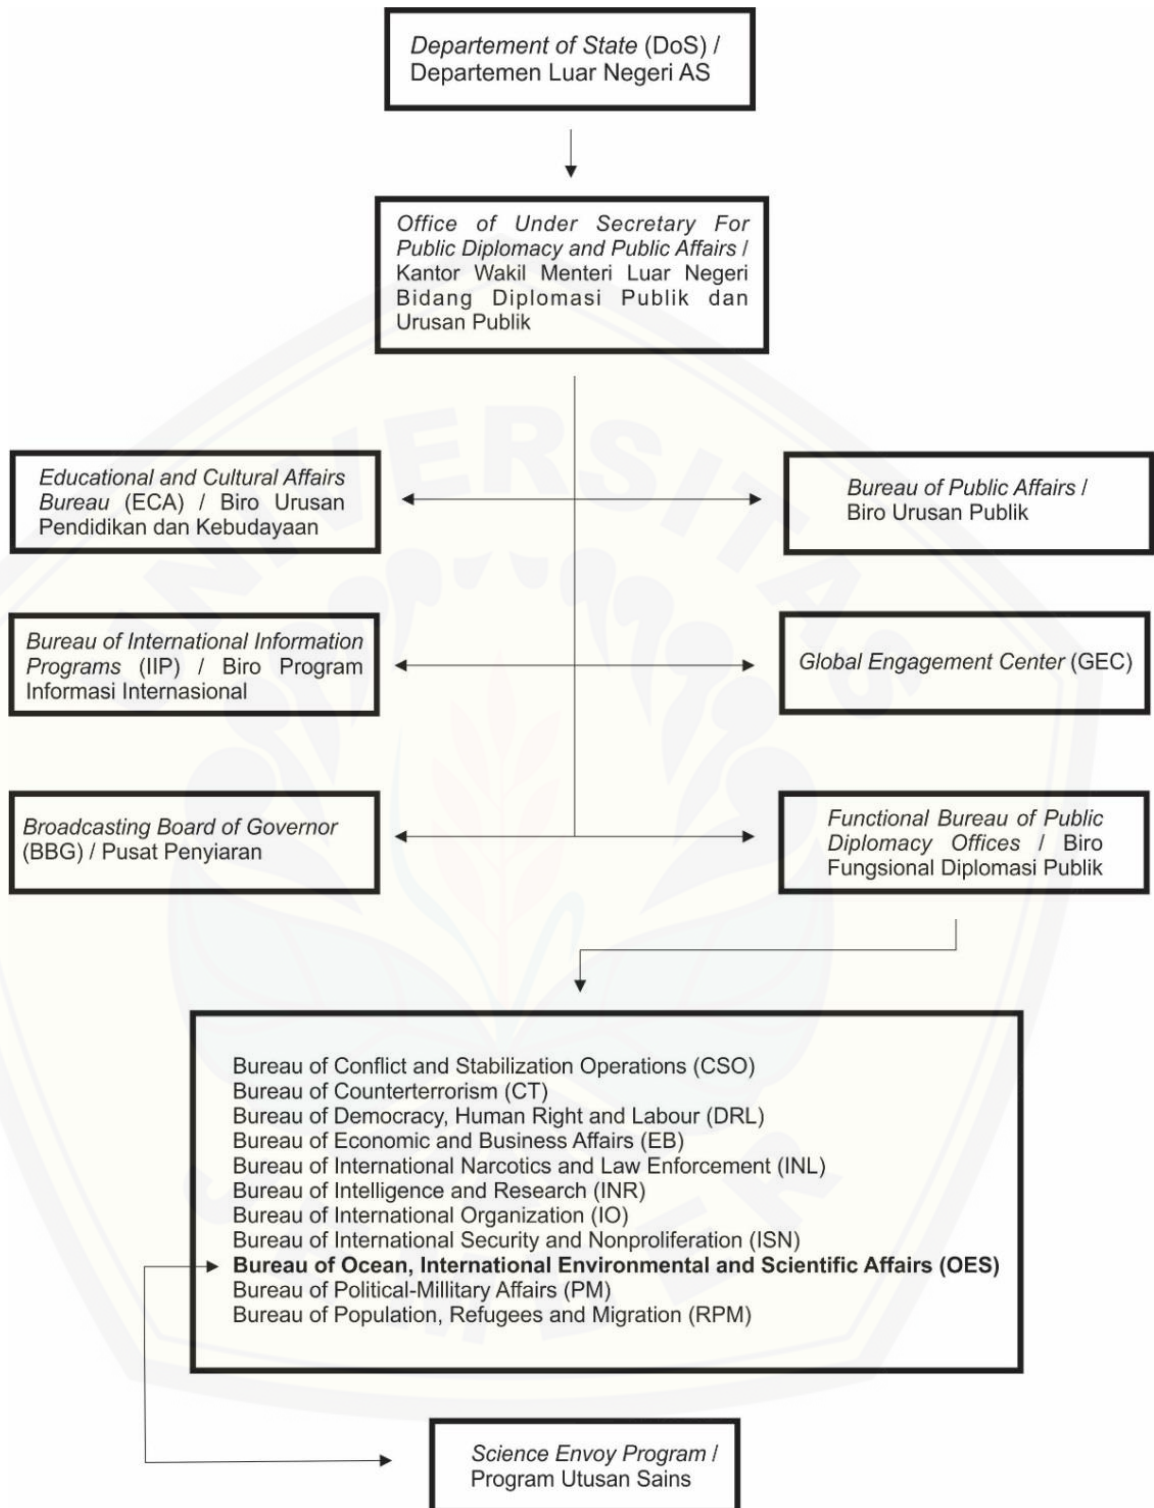 Departement of State (DoS) /
Departemen Luar Negeri AS
Office of Under Secretary For
Public Diplomacy and Public Affairs /
Kantor Wakil Menteri Luar Negeri
Bidang Diplomasi Publik dan
Urusan Publik
Educational and Cultural Affairs
Bureau (ECA) / Biro Urusan
Pendidikan dan Kebudayaan
Bureau of Public Affairs /
Biro Urusan Publik
Bureau of International Information
Programs (IIP) / Biro Program
Informasi Internasional
Global Engagement Center (GEC)
Broadcasting Board of Governor
(BBG) / Pusat Penyiaran
Functional Bureau of Public
Diplomacy Offices / Biro
Fungsional Diplomasi Publik
Bureau of Conflict and Stabilization Operations (CSO)
Bureau of Counterterrorism (CT)
Bureau of Democracy, Human Right and Labour (DRL)
Bureau of Economic and Business Affairs (EB)
Bureau of International Narcotics and Law Enforcement (INL)
Bureau of Intelligence and Research (INR)
Bureau of International Organization (IO)
Bureau of International Security and Nonproliferation (ISN)
Bureau of Ocean, International Environmental and Scientific Affairs (OES)
Bureau of Political-Millitary Affairs (PM)
Bureau of Population, Refugees and Migration (RPM)
Science Envoy Program /
Program Utusan Sains
UNIVERSITAS
JEMBER